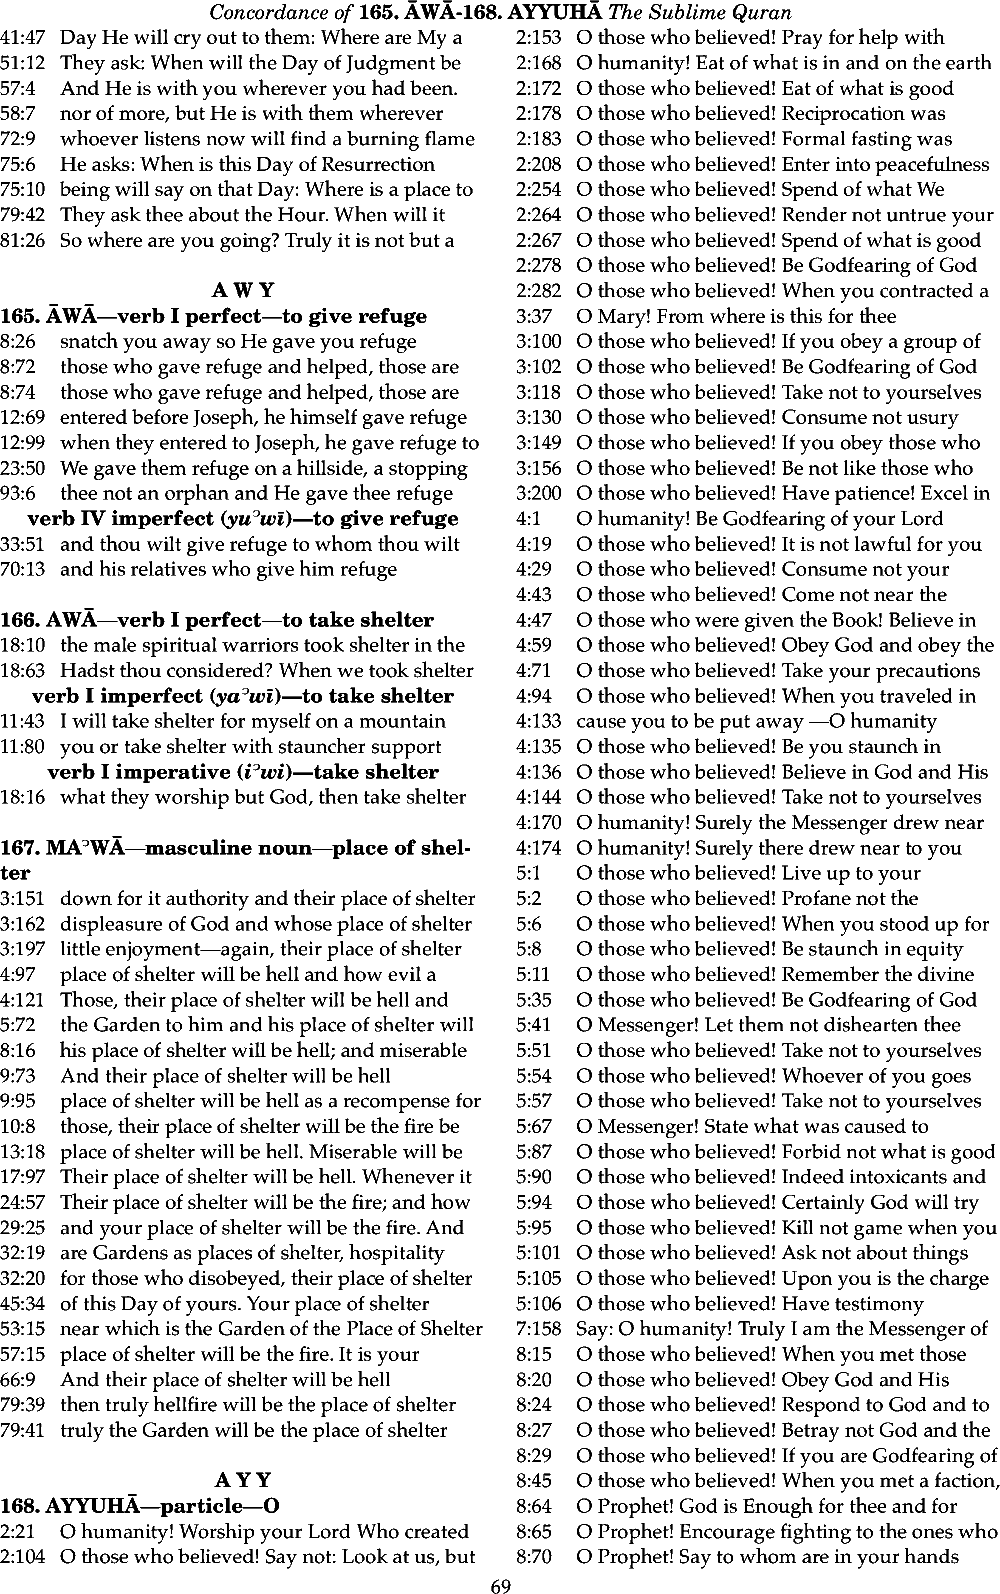 Concordance of 165. ĀWĀ-168. AYYUHĀ The Sublime Quran
41:47 Day He will cry out to them: Where are My a
51:12 They ask: When will the Day of Judgment be
57:4 And He is with you wherever you had been.
58:7 nor of more, but He is with them wherever
72:9 whoever listens now will find a burning flame
75:6 He asks: When is this Day of Resurrection
75:10 being will say on that Day: Where is a place to
79:42 They ask thee about the Hour. When will it
81:26 So where are you going? Truly it is not but a
A W Y
165. ĀWĀ—verb I perfect—to give refuge
8:26 snatch you away so He gave you refuge
8:72 those who gave refuge and helped, those are
8:74 those who gave refuge and helped, those are
12:69 entered before Joseph, he himself gave refuge
12:99 when they entered to Joseph, he gave refuge to
23:50 We gave them refuge on a hillside, a stopping
93:6 thee not an orphan and He gave thee refuge
verb IV imperfect (yuʾwī)—to give refuge
33:51 and thou wilt give refuge to whom thou wilt
70:13 and his relatives who give him refuge
166. AWĀ—verb I perfect—to take shelter
18:10 the male spiritual warriors took shelter in the
18:63 Hadst thou considered? When we took shelter
verb I imperfect (yaʾwī)—to take shelter
11:43 I will take shelter for myself on a mountain
11:80 you or take shelter with stauncher support
verb I imperative (iʾwi)—take shelter
18:16 what they worship but God, then take shelter
167. MAʾWĀ—masculine noun—place of shel-
ter
3:151 down for it authority and their place of shelter
3:162 displeasure of God and whose place of shelter
3:197 little enjoyment—again, their place of shelter
4:97 place of shelter will be hell and how evil a
4:121 Those, their place of shelter will be hell and
5:72 the Garden to him and his place of shelter will
8:16 his place of shelter will be hell; and miserable
9:73 And their place of shelter will be hell
9:95 place of shelter will be hell as a recompense for
10:8 those, their place of shelter will be the fire be
13:18 place of shelter will be hell. Miserable will be
17:97 Their place of shelter will be hell. Whenever it
24:57 Their place of shelter will be the fire; and how
29:25 and your place of shelter will be the fire. And
32:19 are Gardens as places of shelter, hospitality
32:20 for those who disobeyed, their place of shelter
45:34 of this Day of yours. Your place of shelter
53:15 near which is the Garden of the Place of Shelter
57:15 place of shelter will be the fire. It is your
66:9 And their place of shelter will be hell
79:39 then truly hellfire will be the place of shelter
79:41 truly the Garden will be the place of shelter
A Y Y
168. AYYUHĀ—particle—O
2:21 O humanity! Worship your Lord Who created
2:104 O those who believed! Say not: Look at us, but
2:153 O those who believed! Pray for help with
2:168 O humanity! Eat of what is in and on the earth
2:172 O those who believed! Eat of what is good
2:178 O those who believed! Reciprocation was
2:183 O those who believed! Formal fasting was
2:208 O those who believed! Enter into peacefulness
2:254 O those who believed! Spend of what We
2:264 O those who believed! Render not untrue your
2:267 O those who believed! Spend of what is good
2:278 O those who believed! Be Godfearing of God
2:282 O those who believed! When you contracted a
3:37 O Mary! From where is this for thee
3:100 O those who believed! If you obey a group of
3:102 O those who believed! Be Godfearing of God
3:118 O those who believed! Take not to yourselves
3:130 O those who believed! Consume not usury
3:149 O those who believed! If you obey those who
3:156 O those who believed! Be not like those who
3:200 O those who believed! Have patience! Excel in
4:1 O humanity! Be Godfearing of your Lord
4:19 O those who believed! It is not lawful for you
4:29 O those who believed! Consume not your
4:43 O those who believed! Come not near the
4:47 O those who were given the Book! Believe in
4:59 O those who believed! Obey God and obey the
4:71 O those who believed! Take your precautions
4:94 O those who believed! When you traveled in
4:133 cause you to be put away —O humanity
4:135 O those who believed! Be you staunch in
4:136 O those who believed! Believe in God and His
4:144 O those who believed! Take not to yourselves
4:170 O humanity! Surely the Messenger drew near
4:174 O humanity! Surely there drew near to you
5:1 O those who believed! Live up to your
5:2 O those who believed! Profane not the
5:6 O those who believed! When you stood up for
5:8 O those who believed! Be staunch in equity
5:11 O those who believed! Remember the divine
5:35 O those who believed! Be Godfearing of God
5:41 O Messenger! Let them not dishearten thee
5:51 O those who believed! Take not to yourselves
5:54 O those who believed! Whoever of you goes
5:57 O those who believed! Take not to yourselves
5:67 O Messenger! State what was caused to
5:87 O those who believed! Forbid not what is good
5:90 O those who believed! Indeed intoxicants and
5:94 O those who believed! Certainly God will try
5:95 O those who believed! Kill not game when you
5:101 O those who believed! Ask not about things
5:105 O those who believed! Upon you is the charge
5:106 O those who believed! Have testimony
7:158 Say: O humanity! Truly I am the Messenger of
8:15 O those who believed! When you met those
8:20 O those who believed! Obey God and His
8:24 O those who believed! Respond to God and to
8:27 O those who believed! Betray not God and the
8:29 O those who believed! If you are Godfearing of
8:45 O those who believed! When you met a faction,
8:64 O Prophet! God is Enough for thee and for
8:65 O Prophet! Encourage fighting to the ones who
8:70 O Prophet! Say to whom are in your hands
69